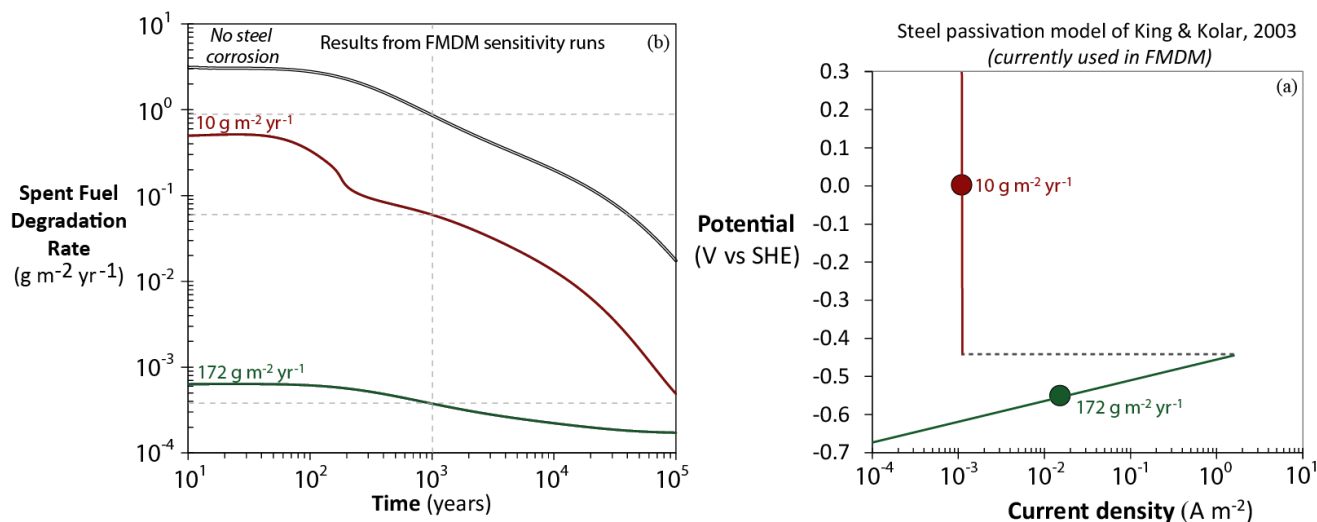 No steel
corrosion
Results from FMDM sensitivity runs
(b)
10 g m⁻² yr⁻¹
172 g m⁻² yr⁻¹
Spent Fuel
Degradation
Rate
(g m⁻² yr⁻¹)
10¹
10⁰
10⁻¹
10⁻²
10⁻³
10⁻⁴
10¹ 10² 10³ 10⁴ 10⁵
Time (years)
Steel passivation model of King & Kolar, 2003
(currently used in FMDM)
(a)
10 g m⁻² yr⁻¹
172 g m⁻² yr⁻¹
Potential
(V vs SHE)
0.3
0.2
0.1
0.0
-0.1
-0.2
-0.3
-0.4
-0.5
-0.6
-0.7
10⁻⁴ 10⁻³ 10⁻² 10⁻¹ 10⁰ 10¹
Current density (A m⁻²)